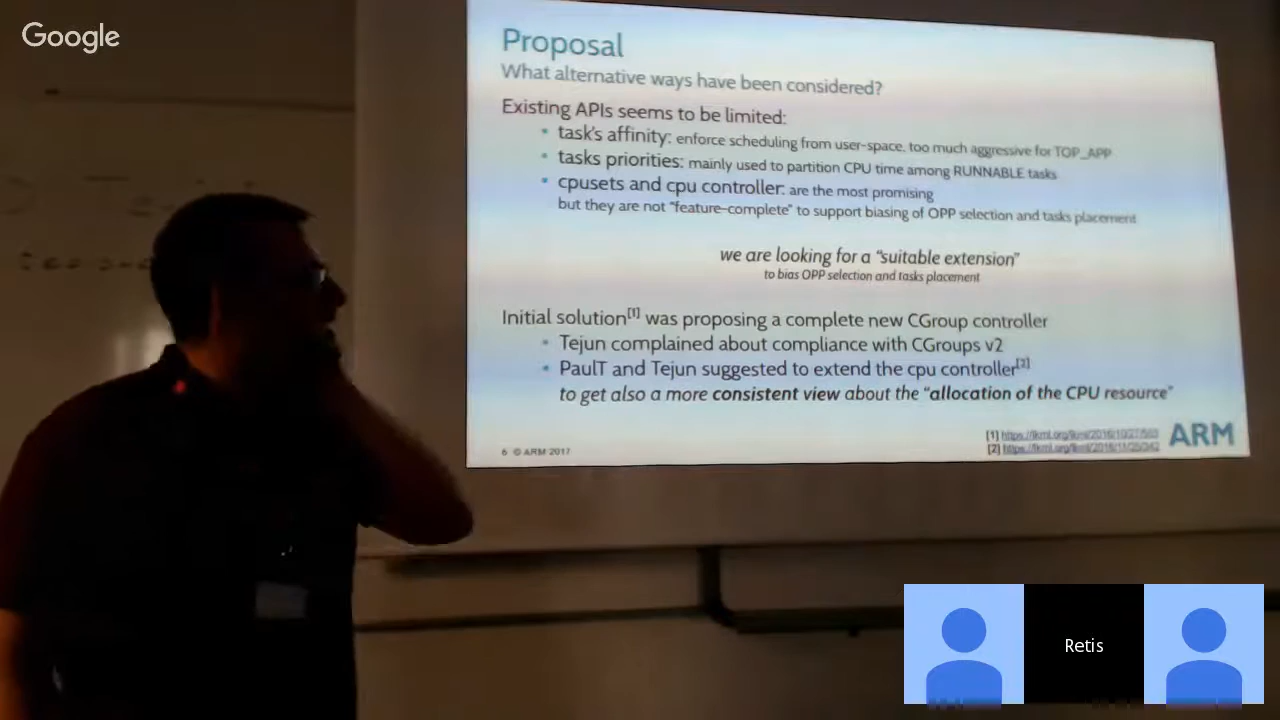 Google
Proposal
What alternative ways have been considered?
Existing APIs seems to be limited:
• task's affinity: enforce scheduling from user-space, too much aggressive for TOP_APP
• tasks priorities: mainly used to partition CPU time among RUNNABLE tasks
• cpusets and cpu controller: are the most promising
but they are not "feature-complete" to support biasing of OPP selection and tasks placement
we are looking for a "suitable extension"
to bias OPP selection and tasks placement
Initial solution[1] was proposing a complete new CGroup controller
• Tejun complained about compliance with CGroups v2
• PaulT and Tejun suggested to extend the cpu controller[2]
to get also a more consistent view about the "allocation of the CPU resource"
[1]
[2]
ARM
6 © ARM 2017
Retis